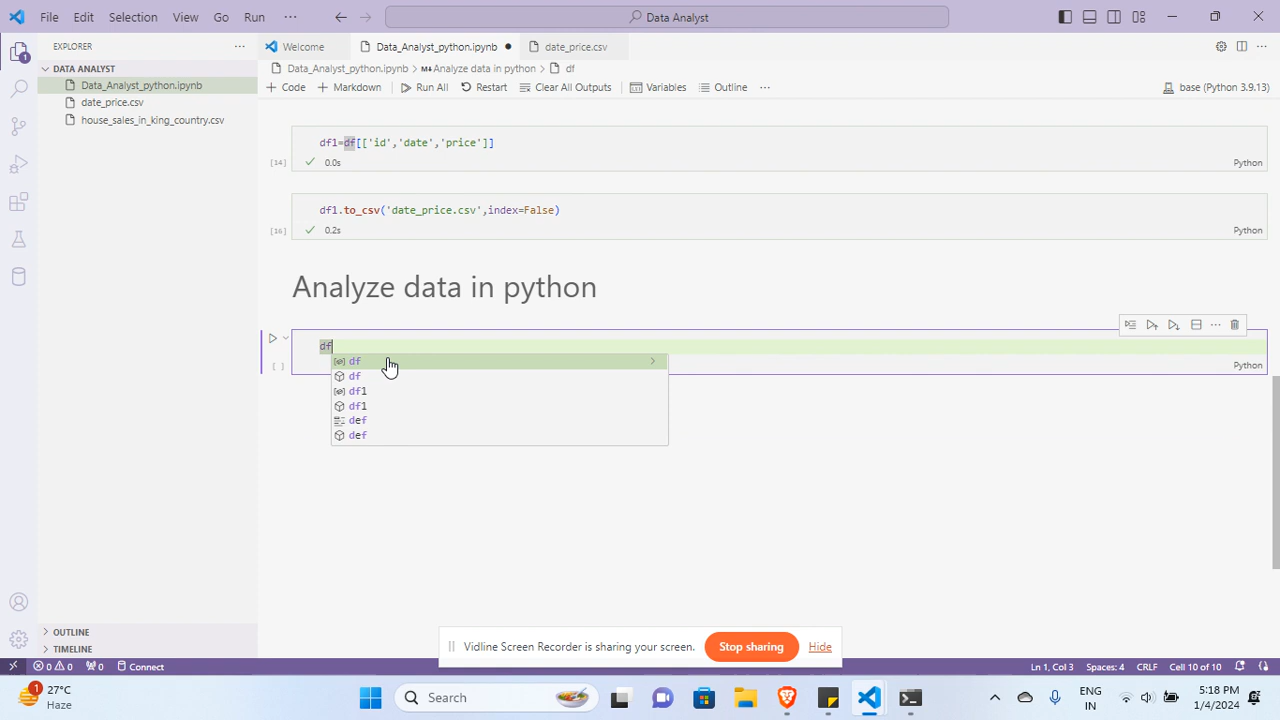 File Edit Selection View Go Run ··· Data Analyst
EXPLORER ···
Welcome Data_Analyst_python.ipynb date_price.csv ···
DATA ANALYST
Data_Analyst_python.ipynb
date_price.csv
house_sales_in_king_country.csv
Data_Analyst_python.ipynb > Analyze data in python > df
+ Code + Markdown Run All Restart Clear All Outputs Variables Outline ··· base (Python 3.9.13)
df1=df[['id','date','price']]
[14] 0.0s Python
df1.to_csv('date_price.csv',index=False)
[16] 0.2s Python
Analyze data in python
df
[ ] Python
df
df
df1
df1
def
def
OUTLINE
TIMELINE
Vidline Screen Recorder is sharing your screen. Stop sharing Hide
0 0 0 Connect Ln 1, Col 3 Spaces: 4 CRLF Cell 10 of 10
1 27°C
Haze
Search
ENG
IN
5:18 PM
1/4/2024